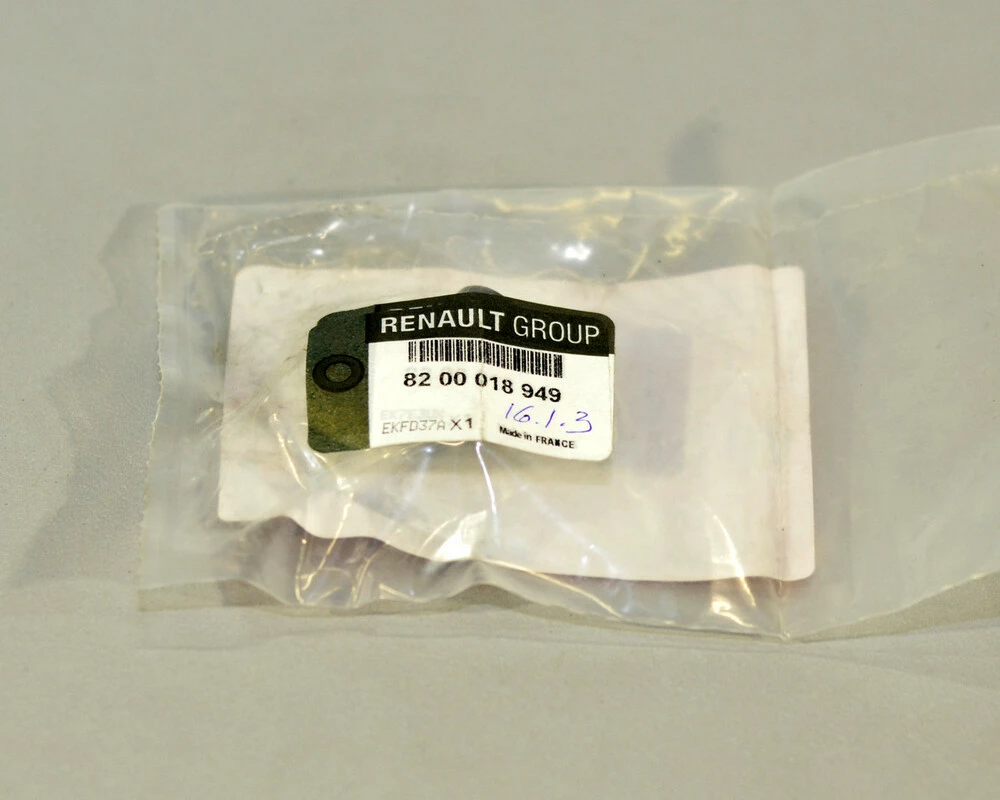 RENAULT GROUP
82 00 018 949
16.1.3
EKFD37A X1
Made in FRANCE